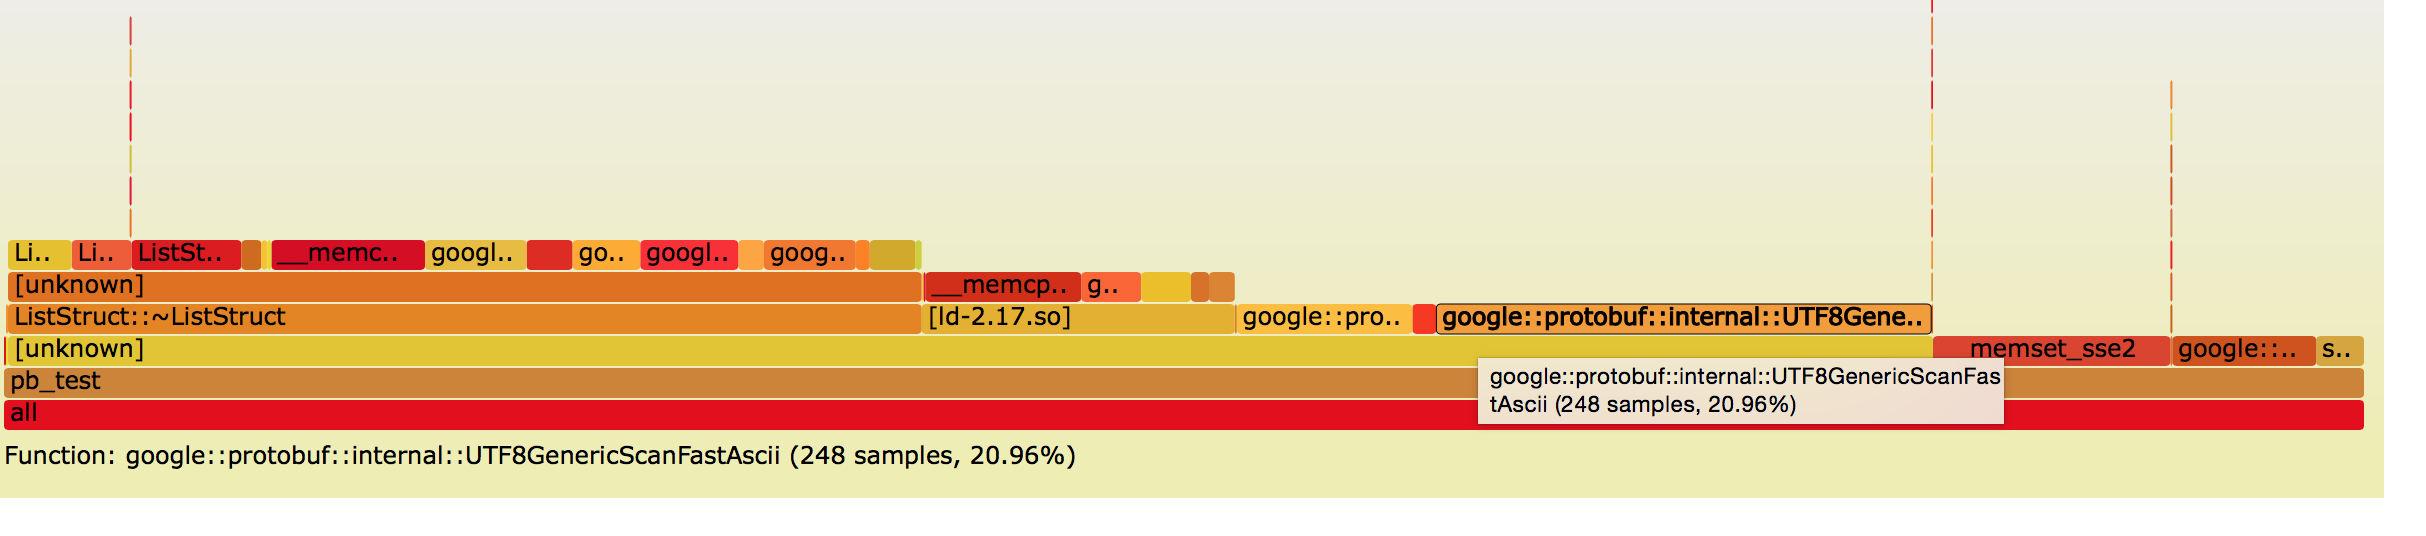 Li.. Li.. ListSt.. __memc.. googl.. go.. googl.. goog..
[unknown] __memcp.. g..
ListStruct::~ListStruct [ld-2.17.so] google::pro.. google::protobuf::internal::UTF8Gene..
[unknown] memset_sse2 google::.. s..
pb_test
google::protobuf::internal::UTF8GenericScanFas
tAscii (248 samples, 20.96%)
all
Function: google::protobuf::internal::UTF8GenericScanFastAscii (248 samples, 20.96%)